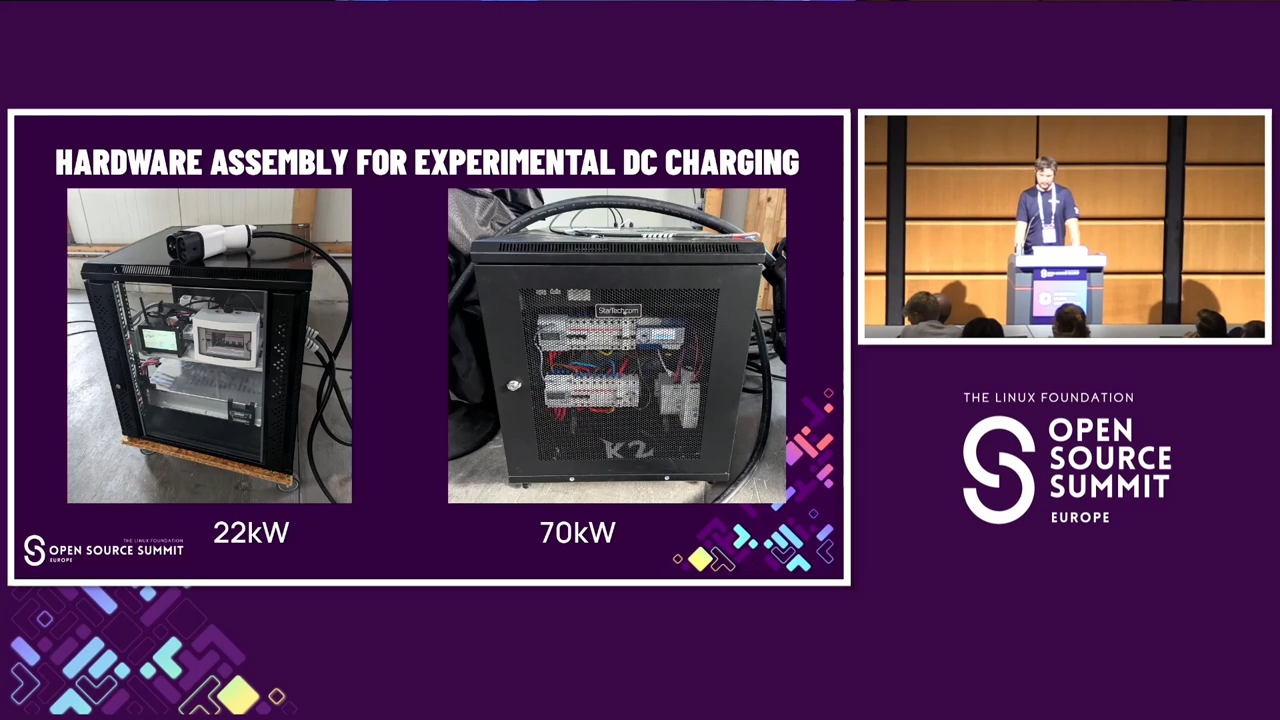 HARDWARE ASSEMBLY FOR EXPERIMENTAL DC CHARGING
StarTech.com
K2
22kW
70kW
THE LINUX FOUNDATION
OPEN SOURCE SUMMIT
EUROPE
THE LINUX FOUNDATION
OPEN
SOURCE
SUMMIT
EUROPE